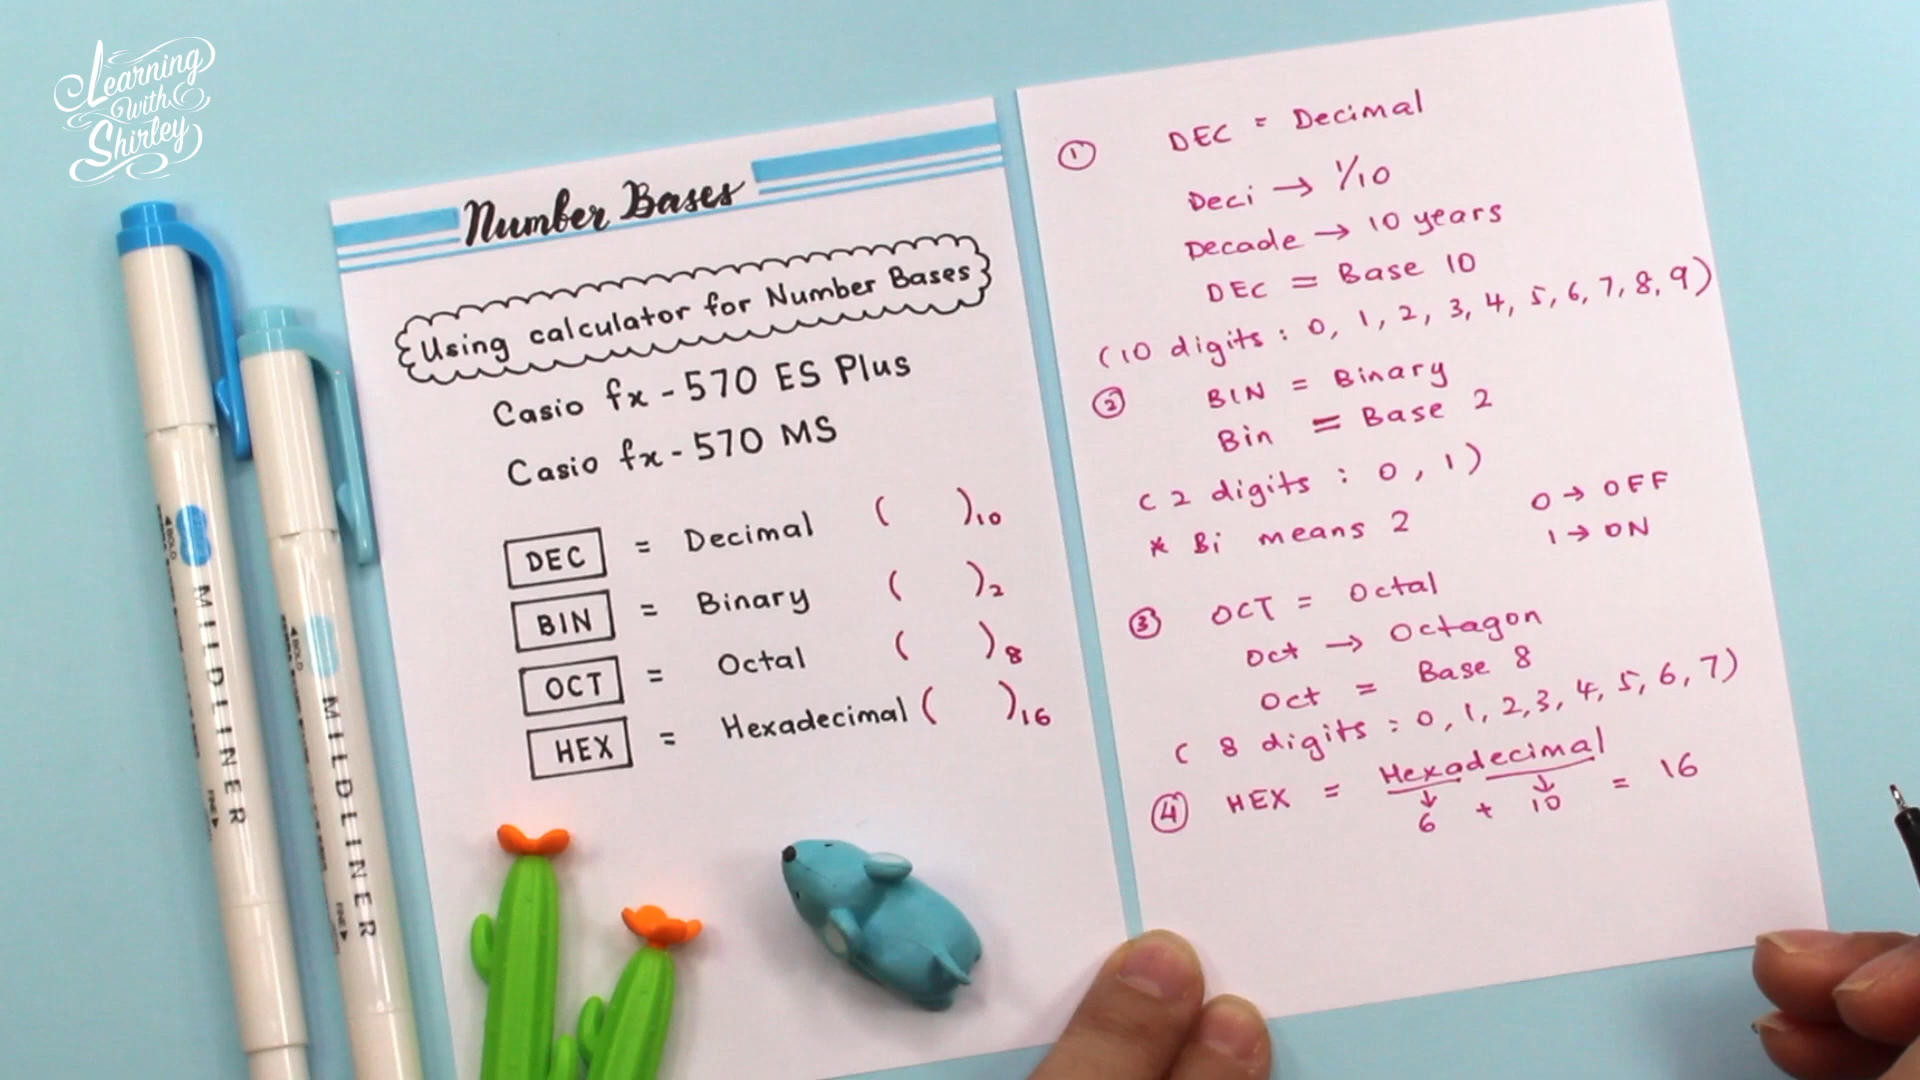 Learning
With
Shirley
Number Bases
Using calculator for Number Bases
Casio fx - 570 ES Plus
Casio fx - 570 MS
DEC = Decimal ( )10
BIN = Binary ( )2
OCT = Octal ( )8
HEX = Hexadecimal ( )16
① DEC = Decimal
Deci → 1/10
Decade → 10 years
DEC = Base 10
(10 digits : 0, 1, 2, 3, 4, 5, 6, 7, 8, 9)
② BIN = Binary
Bin = Base 2
( 2 digits : 0, 1)
* Bi means 2
0 → OFF
1 → ON
③ OCT = Octal
Oct → Octagon
Oct = Base 8
( 8 digits : 0, 1, 2, 3, 4, 5, 6, 7)
④ HEX = Hexadecimal = 16
↓ ↓
6 + 10
BOLD
MILDLINER
FINE
BOLD
MILDLINER
FINE